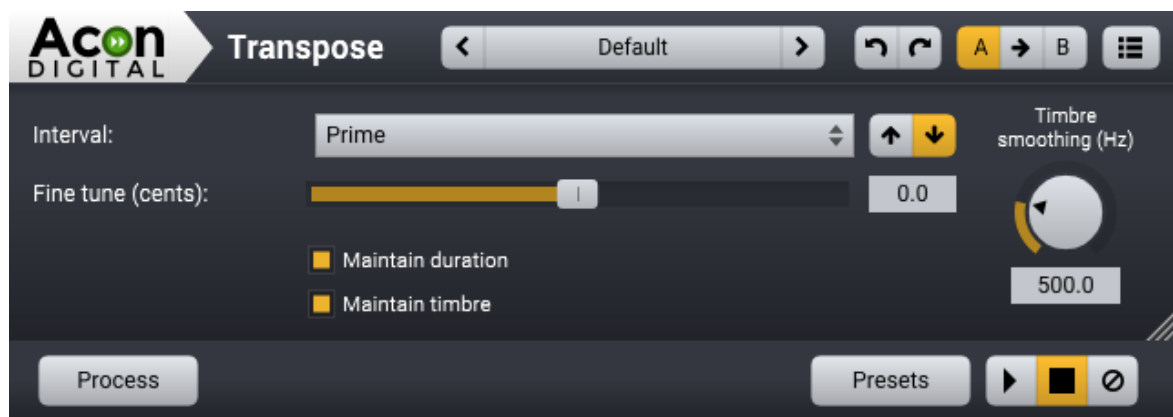 Acon
DIGITAL
Transpose
Default
A
B
Interval:
Prime
Timbre
smoothing (Hz)
Fine tune (cents):
0.0
Maintain duration
Maintain timbre
500.0
Process
Presets